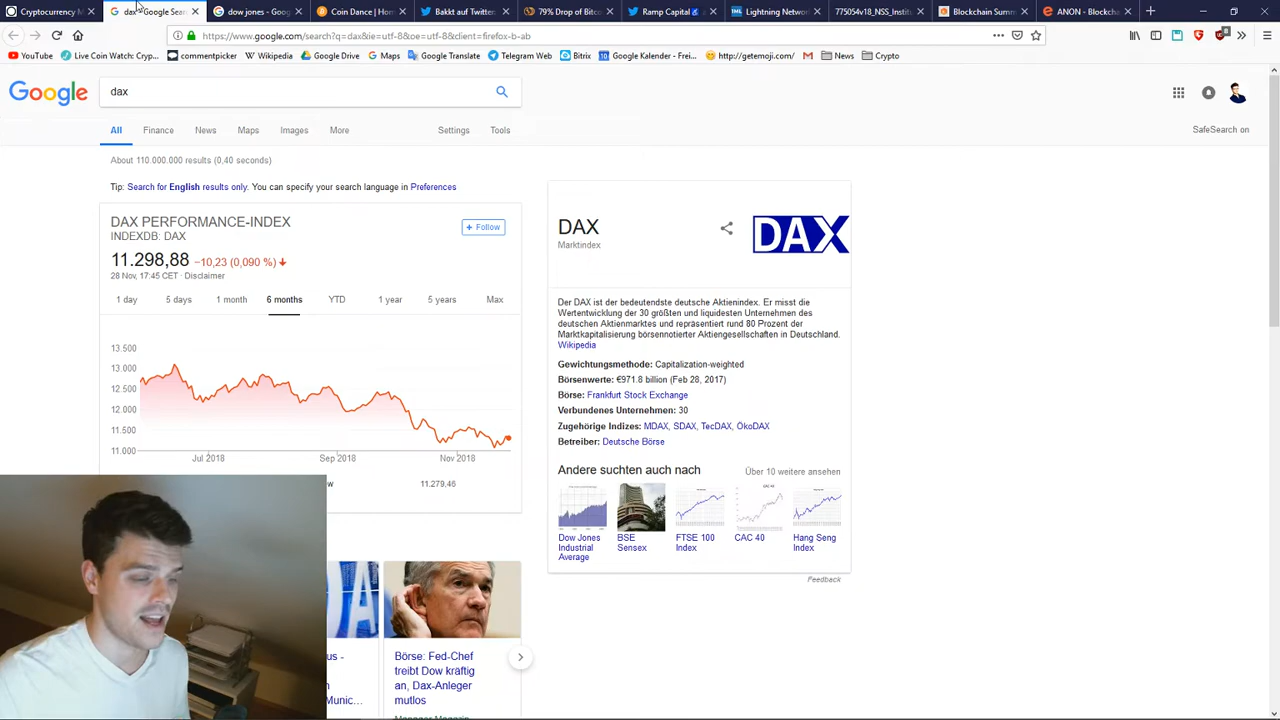 Cryptocurrency M
dax - Google Sear
dow jones - Goog
Coin Dance | Hom
Bakkt auf Twitter
79% Drop of Bitco
Ramp Capital
Lightning Network
775054v18_NSS_Instit
Blockchain Summi
ANON - Blockcha
https://www.google.com/search?q=dax&ie=utf-8&oe=utf-8&client=firefox-b-ab
YouTube
Live Coin Watch: Cryp...
commentpicker
Wikipedia
Google Drive
Maps
Google Translate
Telegram Web
Bitrix
Google Kalender - Frei...
http://getemoji.com/
News
Crypto
Google
dax
All Finance News Maps Images More Settings Tools
SafeSearch on
About 110.000.000 results (0,40 seconds)
Tip: Search for English results only. You can specify your search language in Preferences
DAX PERFORMANCE-INDEX
INDEXDB: DAX
+ Follow
11.298,88 −10,23 (0,090 %)
28 Nov, 17:45 CET · Disclaimer
1 day 5 days 1 month 6 months YTD 1 year 5 years Max
13.500
13.000
12.500
12.000
11.500
11.000
Jul 2018 Sep 2018 Nov 2018
11.279,46
DAX
Marktindex
DAX
Der DAX ist der bedeutendste deutsche Aktienindex. Er misst die
Wertentwicklung der 30 größten und liquidesten Unternehmen des
deutschen Aktienmarktes und repräsentiert rund 80 Prozent der
Marktkapitalisierung börsennotierter Aktiengesellschaften in Deutschland.
Wikipedia
Gewichtungsmethode: Capitalization-weighted
Börsenwerte: €971.8 billion (Feb 28, 2017)
Börse: Frankfurt Stock Exchange
Verbundenes Unternehmen: 30
Zugehörige Indizes: MDAX, SDAX, TecDAX, ÖkoDAX
Betreiber: Deutsche Börse
Andere suchten auch nach
Über 10 weitere ansehen
Dow Jones
Industrial
Average
BSE
Sensex
FTSE 100
Index
CAC 40
Hang Seng
Index
Feedback
Börse: Fed-Chef
treibt Dow kräftig
an, Dax-Anleger
mutlos
Munic...
Manager Magazin